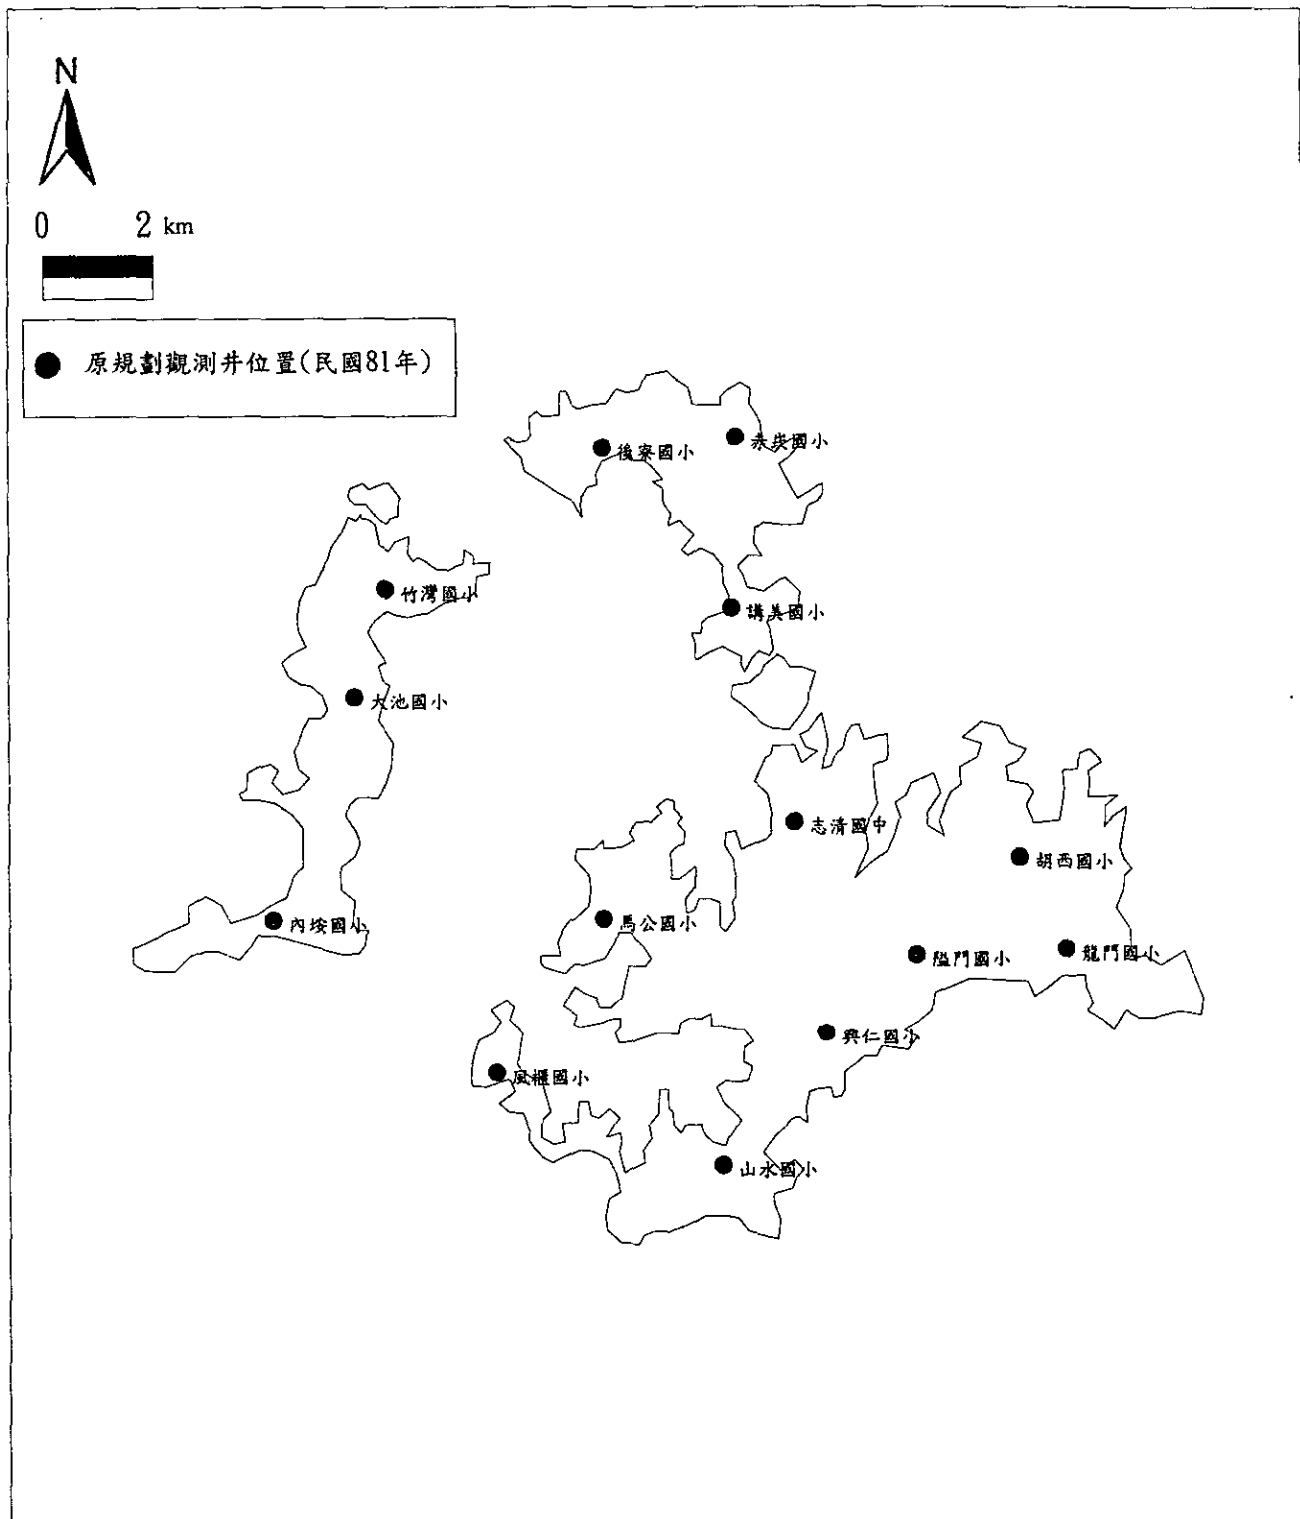 N
0 2 km
原規劃觀測井位置(民國81年)
後寮國小
赤崁國小
竹灣國小
講美國小
大池國小
志清國中
胡西國小
內垵國小
馬公國小
隘門國小
龍門國小
興仁國小
風櫃國小
山水國小